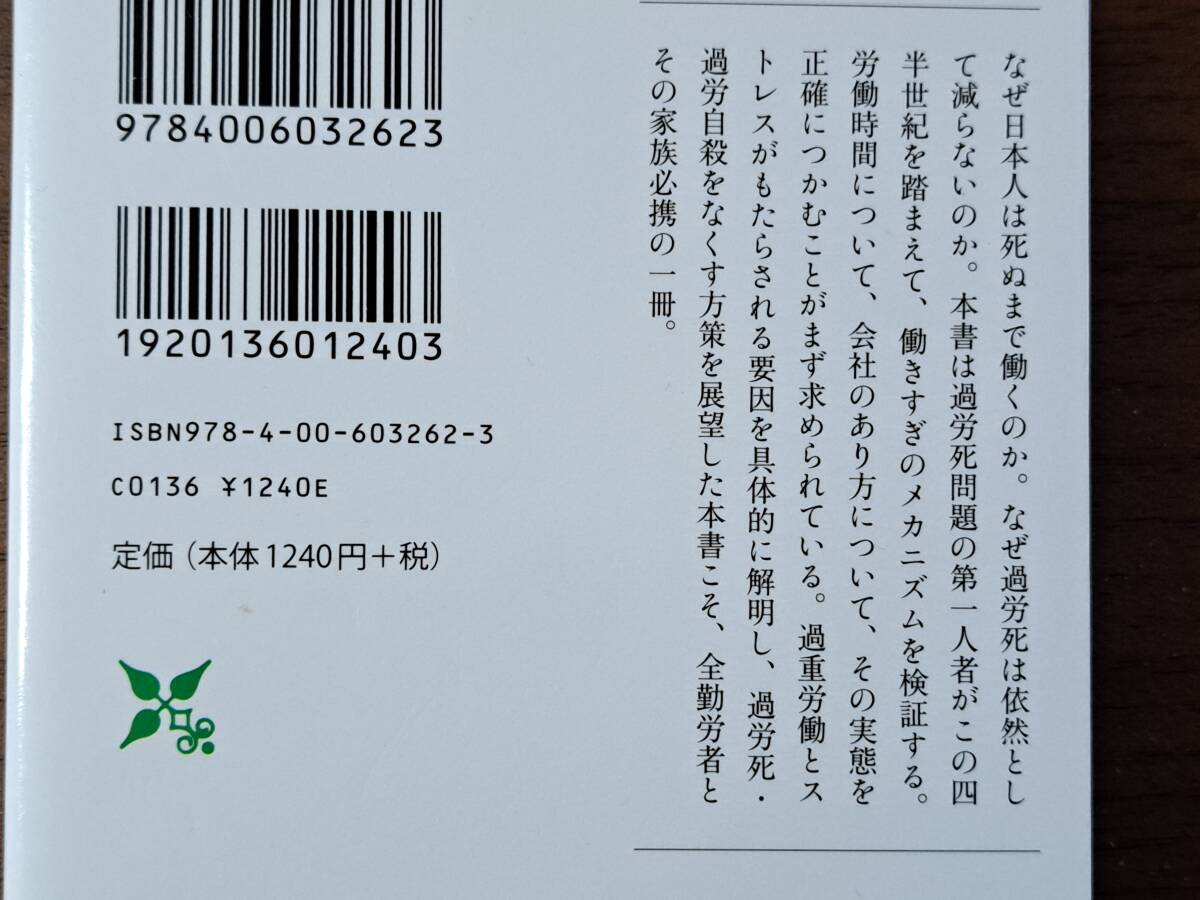 なぜ日本人は死ぬまで働くのか。なぜ過労死は依然とし
て減らないのか。本書は過労死問題の第一人者がこの四
半世紀を踏まえて、働きすぎのメカニズムを検証する。
労働時間について、会社のあり方について、その実態を
正確につかむことがまず求められている。過重労働とス
トレスがもたらされる要因を具体的に解明し、過労死・
過労自殺をなくす方策を展望した本書こそ、全勤労者と
その家族必携の一冊。
9784006032623
1920136012403
ISBN978-4-00-603262-3
C0136 ¥1240E
定価(本体1240円+税)